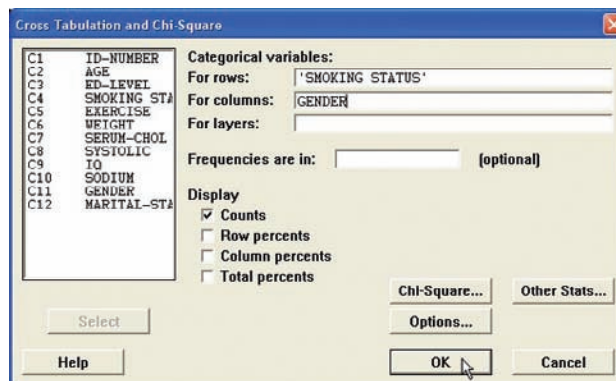 Cross Tabulation and Chi-Square
C1 ID-NUMBER
C2 AGE
C3 ED-LEVEL
C4 SMOKING STA
C5 EXERCISE
C6 WEIGHT
C7 SERUM-CHOL
C8 SYSTOLIC
C9 IQ
C10 SODIUM
C11 GENDER
C12 MARITAL-STA
Categorical variables:
For rows: 'SMOKING STATUS'
For columns: GENDER
For layers:
Frequencies are in: (optional)
Display
Counts
Row percents
Column percents
Total percents
Chi-Square... Other Stats...
Select Options...
Help OK Cancel